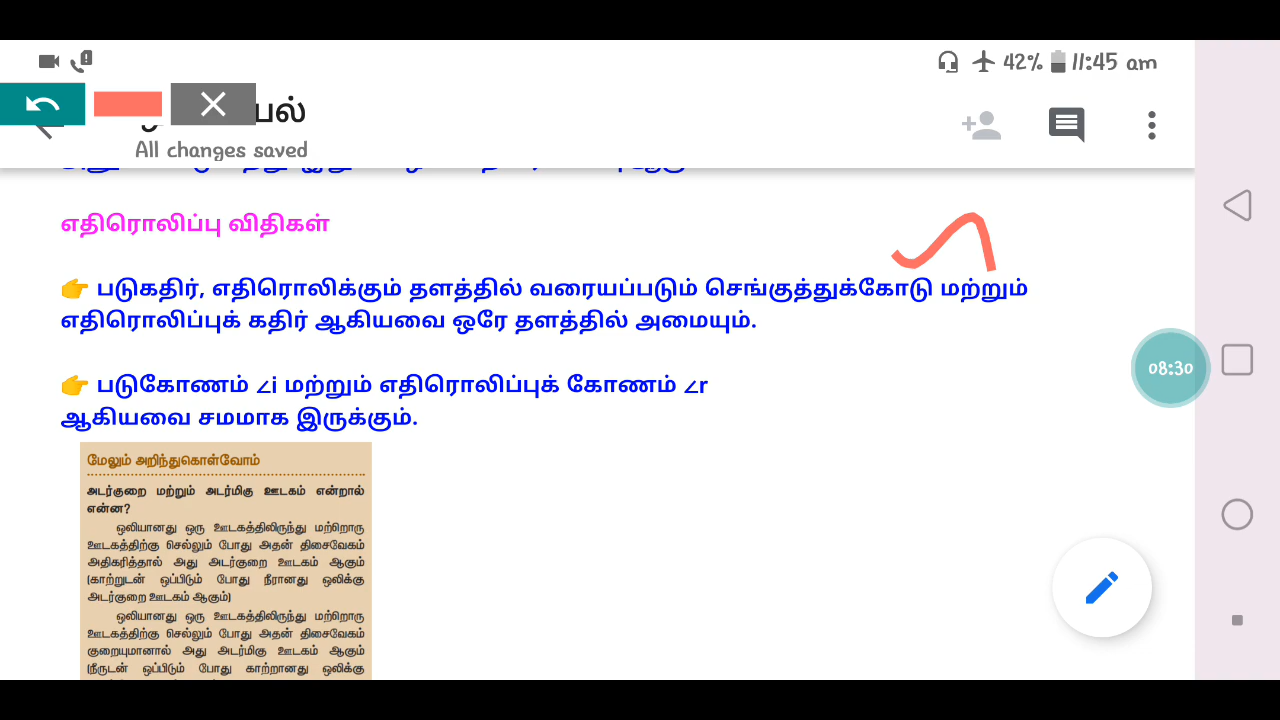 42% 11:45 am
All changes saved
எதிரொலிப்பு விதிகள்
👉 படுகதிர், எதிரொலிக்கும் தளத்தில் வரையப்படும் செங்குத்துக்கோடு மற்றும்
எதிரொலிப்புக் கதிர் ஆகியவை ஒரே தளத்தில் அமையும்.
08:30
👉 படுகோணம் ∠i மற்றும் எதிரொலிப்புக் கோணம் ∠r
ஆகியவை சமமாக இருக்கும்.
மேலும் அறிந்துகொள்வோம்
அடர்குறை மற்றும் அடர்மிகு ஊடகம் என்றால்
என்ன?
ஒலியானது ஒரு ஊடகத்திலிருந்து மற்றொரு
ஊடகத்திற்கு செல்லும் போது அதன் திசைவேகம்
அதிகரித்தால் அது அடர்குறை ஊடகம் ஆகும்
(காற்றுடன் ஒப்பிடும் போது நீரானது ஒலிக்கு
அடர்குறை ஊடகம் ஆகும்)
ஒலியானது ஒரு ஊடகத்திலிருந்து மற்றொரு
ஊடகத்திற்கு செல்லும் போது அதன் திசைவேகம்
குறையுமானால் அது அடர்மிகு ஊடகம் ஆகும்
(நீருடன் ஒப்பிடும் போது காற்றானது ஒலிக்கு